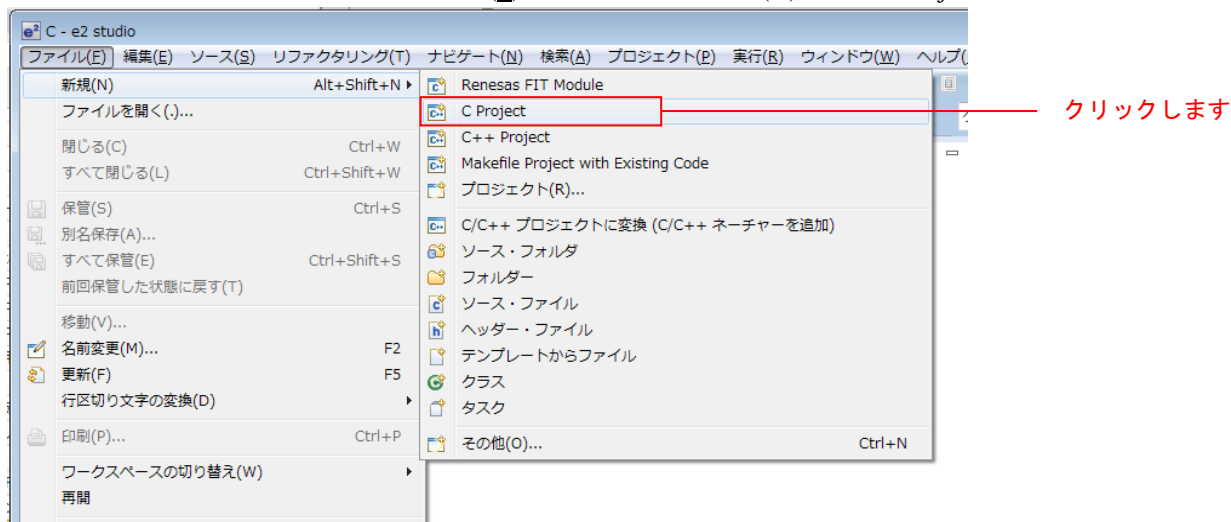 C - e2 studio
ファイル(F) 編集(E) ソース(S) リファクタリング(T) ナビゲート(N) 検索(A) プロジェクト(P) 実行(R) ウィンドウ(W) ヘルプ(
新規(N) Alt+Shift+N
ファイルを開く(.)...
閉じる(C) Ctrl+W
すべて閉じる(L) Ctrl+Shift+W
保管(S) Ctrl+S
別名保存(A)...
すべて保管(E) Ctrl+Shift+S
前回保管した状態に戻す(T)
移動(V)...
名前変更(M)... F2
更新(F) F5
行区切り文字の変換(D)
印刷(P)... Ctrl+P
ワークスペースの切り替え(W)
再開
Renesas FIT Module
C Project
C++ Project
Makefile Project with Existing Code
プロジェクト(R)...
C/C++ プロジェクトに変換 (C/C++ ネーチャーを追加)
ソース・フォルダ
フォルダー
ソース・ファイル
ヘッダー・ファイル
テンプレートからファイル
クラス
タスク
その他(O)... Ctrl+N
クリックします